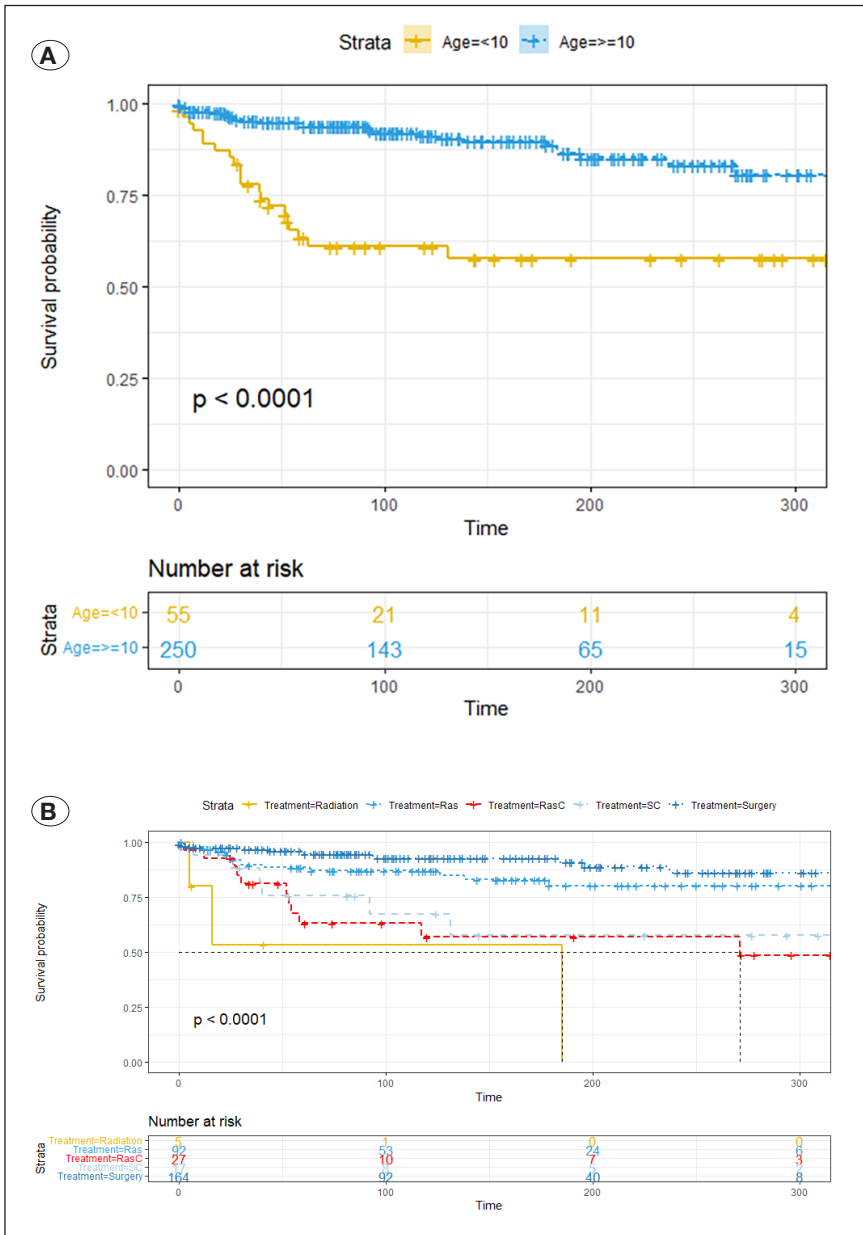 A
Strata Age=<10 Age=>=10
Survival probability
1.00
0.75
0.50
0.25
0.00
p < 0.0001
0 100 200 300
Time
Number at risk
Strata
Age=<10 55 21 11 4
Age=>=10 250 143 65 15
0 100 200 300
Time
B
Strata Treatment=Radiation Treatment=Ras Treatment=RasC Treatment=SC Treatment=Surgery
Survival probability
1.00
0.75
0.50
0.25
0.00
p < 0.0001
0 100 200 300
Time
Number at risk
Strata
Treatment=Radiation 5 1 0 0
Treatment=Ras 92 53 24 6
Treatment=RasC 27 10 7 3
Treatment=SC 17 5 2
Treatment=Surgery 164 92 40 8
0 100 200 300
Time